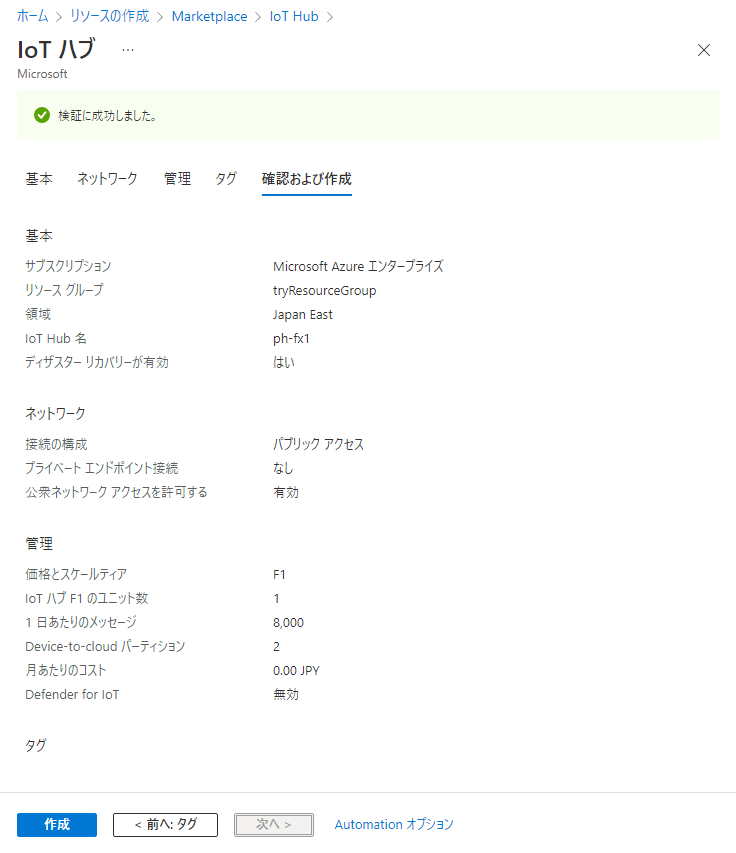 ホーム > リソースの作成 > Marketplace > IoT Hub >
IoT ハブ ...
Microsoft
検証に成功しました。
基本 ネットワーク 管理 タグ 確認および作成
基本
サブスクリプション Microsoft Azure エンタープライズ
リソース グループ tryResourceGroup
領域 Japan East
IoT Hub 名 ph-fx1
ディザスター リカバリーが有効 はい
ネットワーク
接続の構成 パブリック アクセス
プライベート エンドポイント接続 なし
公衆ネットワーク アクセスを許可する 有効
管理
価格とスケールティア F1
IoT ハブ F1 のユニット数 1
1 日あたりのメッセージ 8,000
Device-to-cloud パーティション 2
月あたりのコスト 0.00 JPY
Defender for IoT 無効
タグ
作成 < 前へ: タグ 次へ > Automation オプション